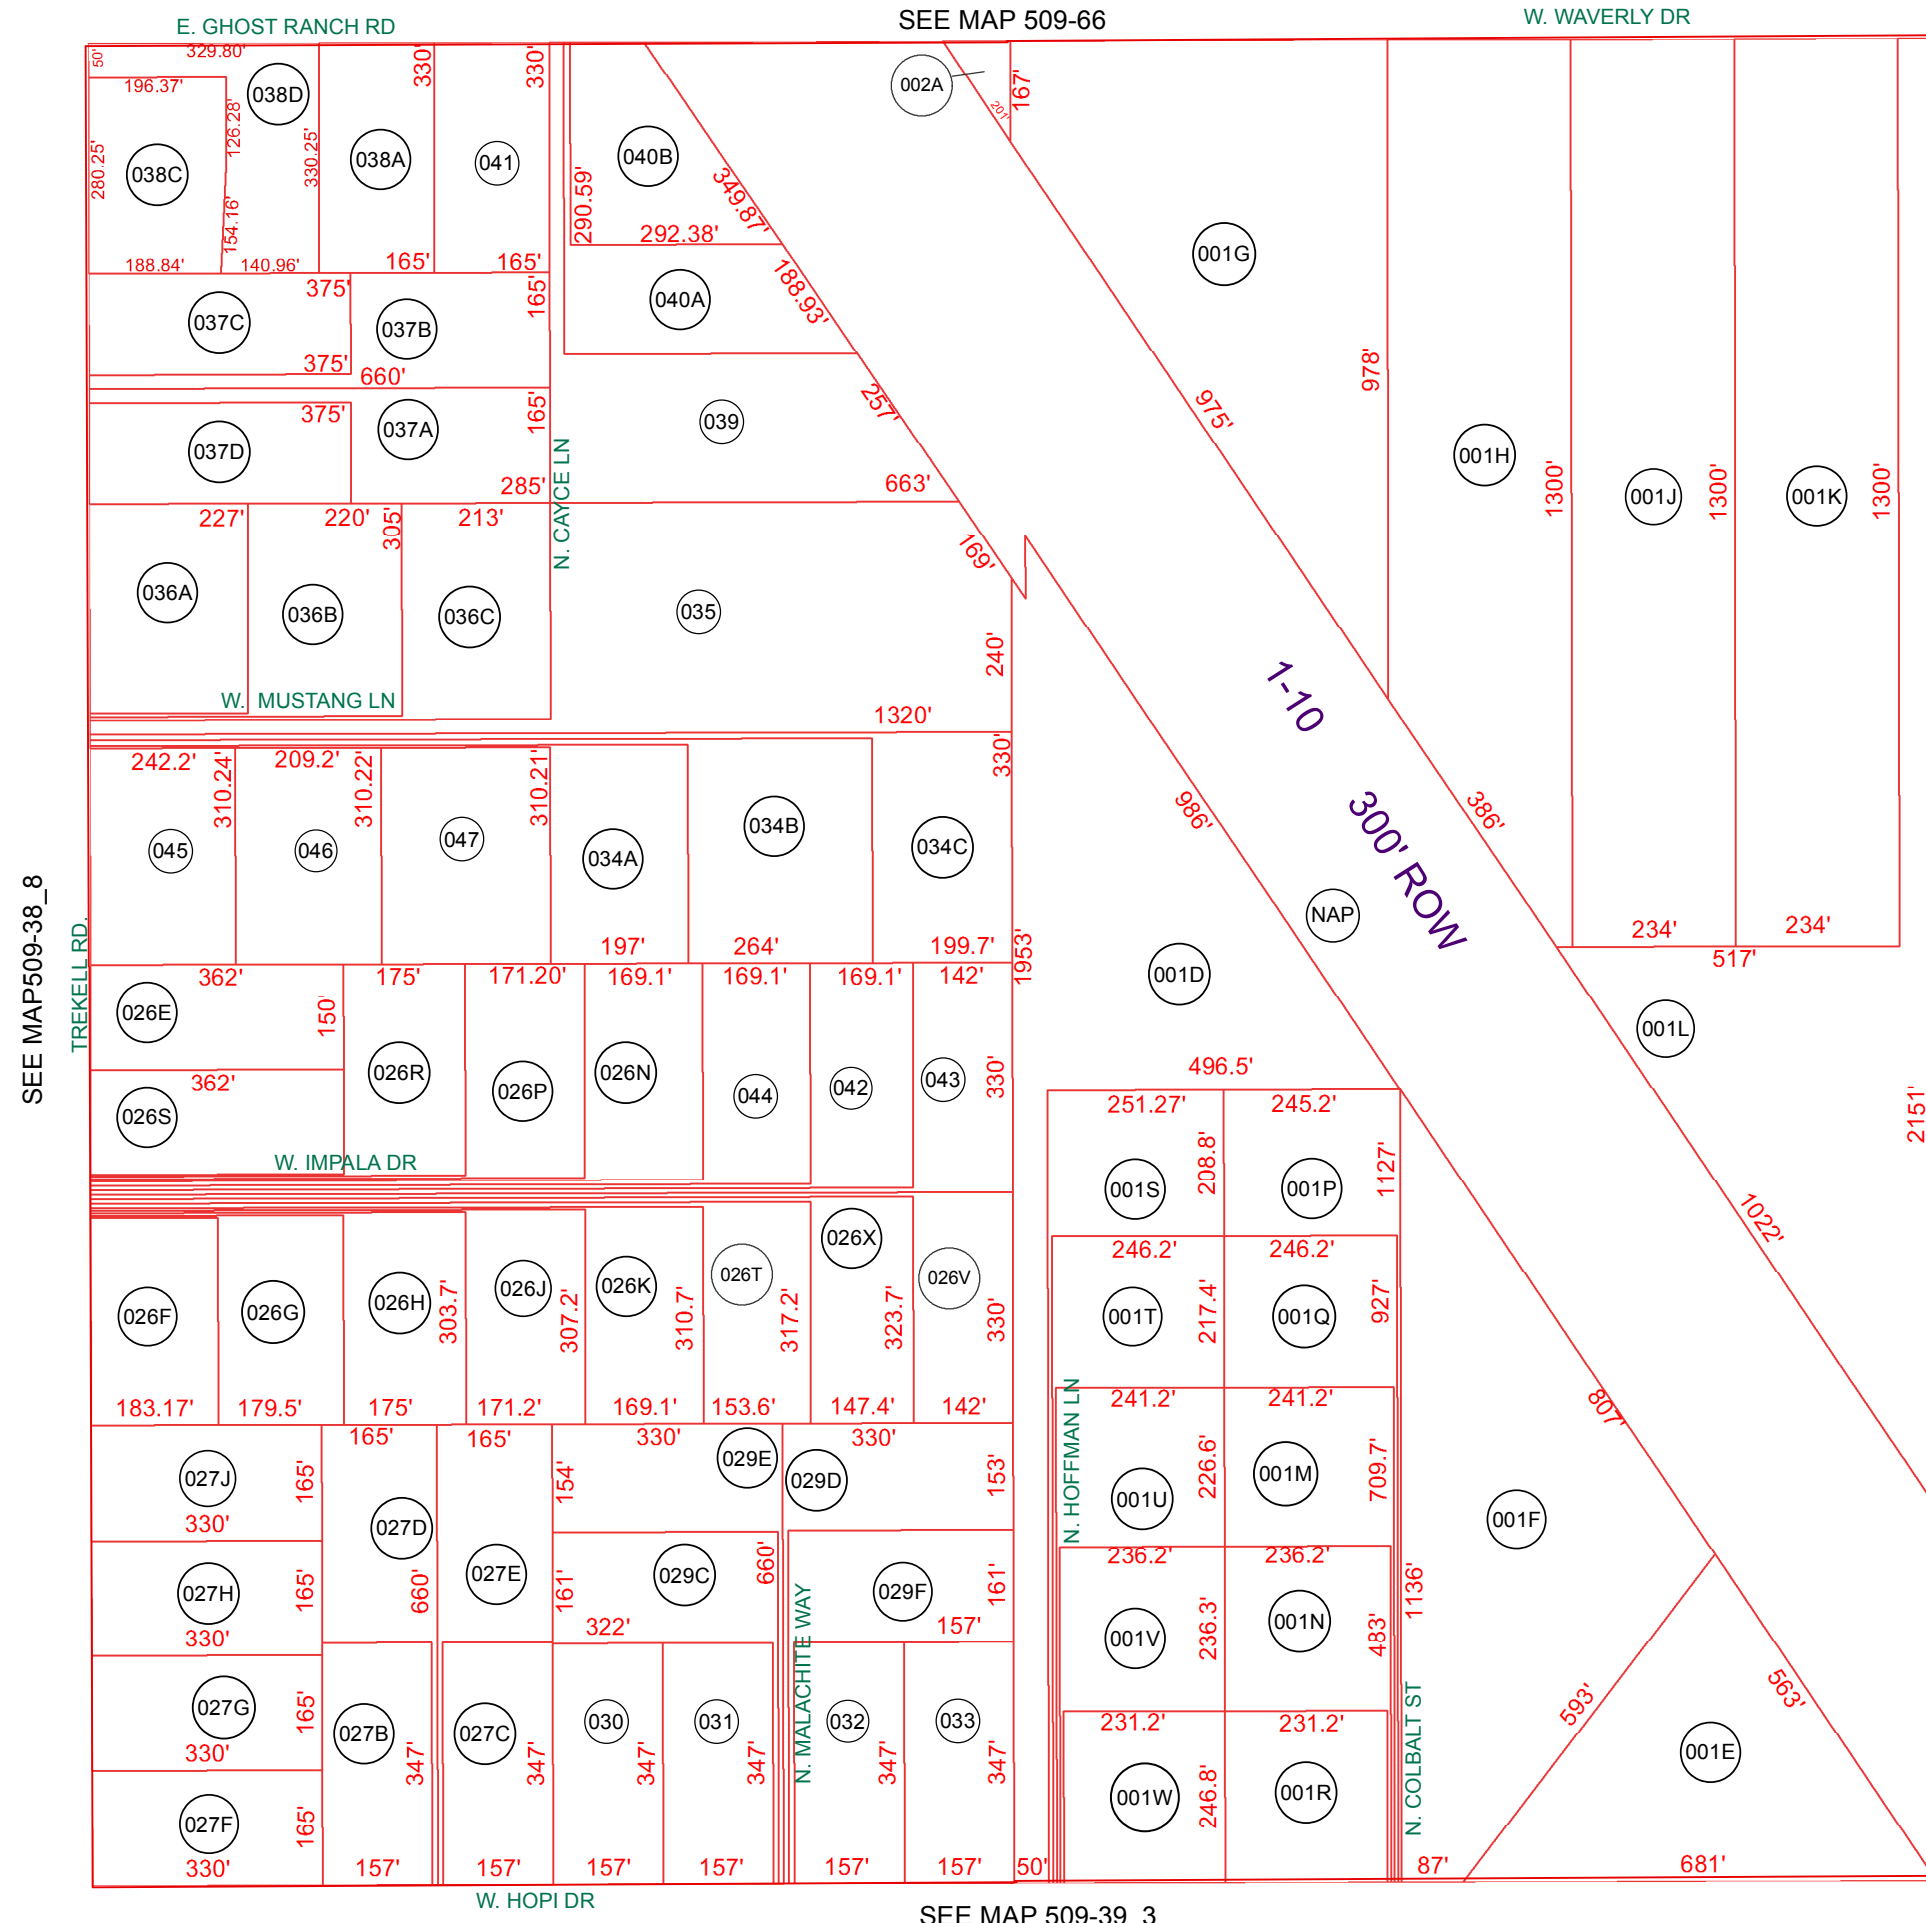 E. GHOST RANCH RD
SEE MAP 509-66
W. WAVERLY DR
50'
329.80'
196.37'
038D
126.28'
330.25'
280.25'
038C
154.16'
188.84'
140.96'
330'
038A
165'
330'
041
165'
040B
290.59'
292.38'
349.87'
040A
188.93'
002A
201'
167'
001G
978'
975'
001H
1300'
001J
1300'
001K
1300'
375'
037C
375'
037B
165'
660'
375'
037D
037A
165'
285'
N. CAYCE LN
039
257'
663'
227'
220'
305'
213'
036A
036B
036C
035
169'
240'
W. MUSTANG LN
1320'
1-10
300' ROW
242.2'
310.24'
209.2'
310.22'
310.21'
330'
045
046
047
034A
034B
034C
197'
264'
199.7'
986'
386'
NAP
234'
234'
517'
SEE MAP509-38_8
TREKELL RD.
1953'
001D
001L
362'
175'
171.20'
169.1'
169.1'
169.1'
142'
026E
150'
362'
026S
026R
026P
026N
044
042
043
330'
W. IMPALA DR
496.5'
251.27'
245.2'
001S
208.8'
001P
1127'
2151'
1022'
026F
026G
026H
303.7'
026J
307.2'
026K
310.7'
026T
317.2'
026X
323.7'
026V
330'
183.17'
179.5'
175'
171.2'
169.1'
153.6'
147.4'
142'
246.2'
246.2'
001T
217.4'
001Q
927'
N. HOFFMAN LN
241.2'
241.2'
001U
226.6'
001M
709.7'
807'
001F
027J
165'
330'
165'
165'
027D
660'
027E
154'
330'
029E
029D
330'
153'
027H
165'
330'
161'
029C
660'
322'
029F
161'
157'
N. MALACHITE WAY
236.2'
236.2'
001V
236.3'
001N
483'
1136'
593'
563'
027G
165'
330'
027B
347'
027C
347'
030
347'
031
347'
032
347'
033
347'
231.2'
231.2'
001W
246.8'
001R
N. COLBALT ST
001E
027F
165'
330'
157'
157'
157'
157'
157'
157'
50'
87'
681'
W. HOPI DR
SEE MAP 509-39_3